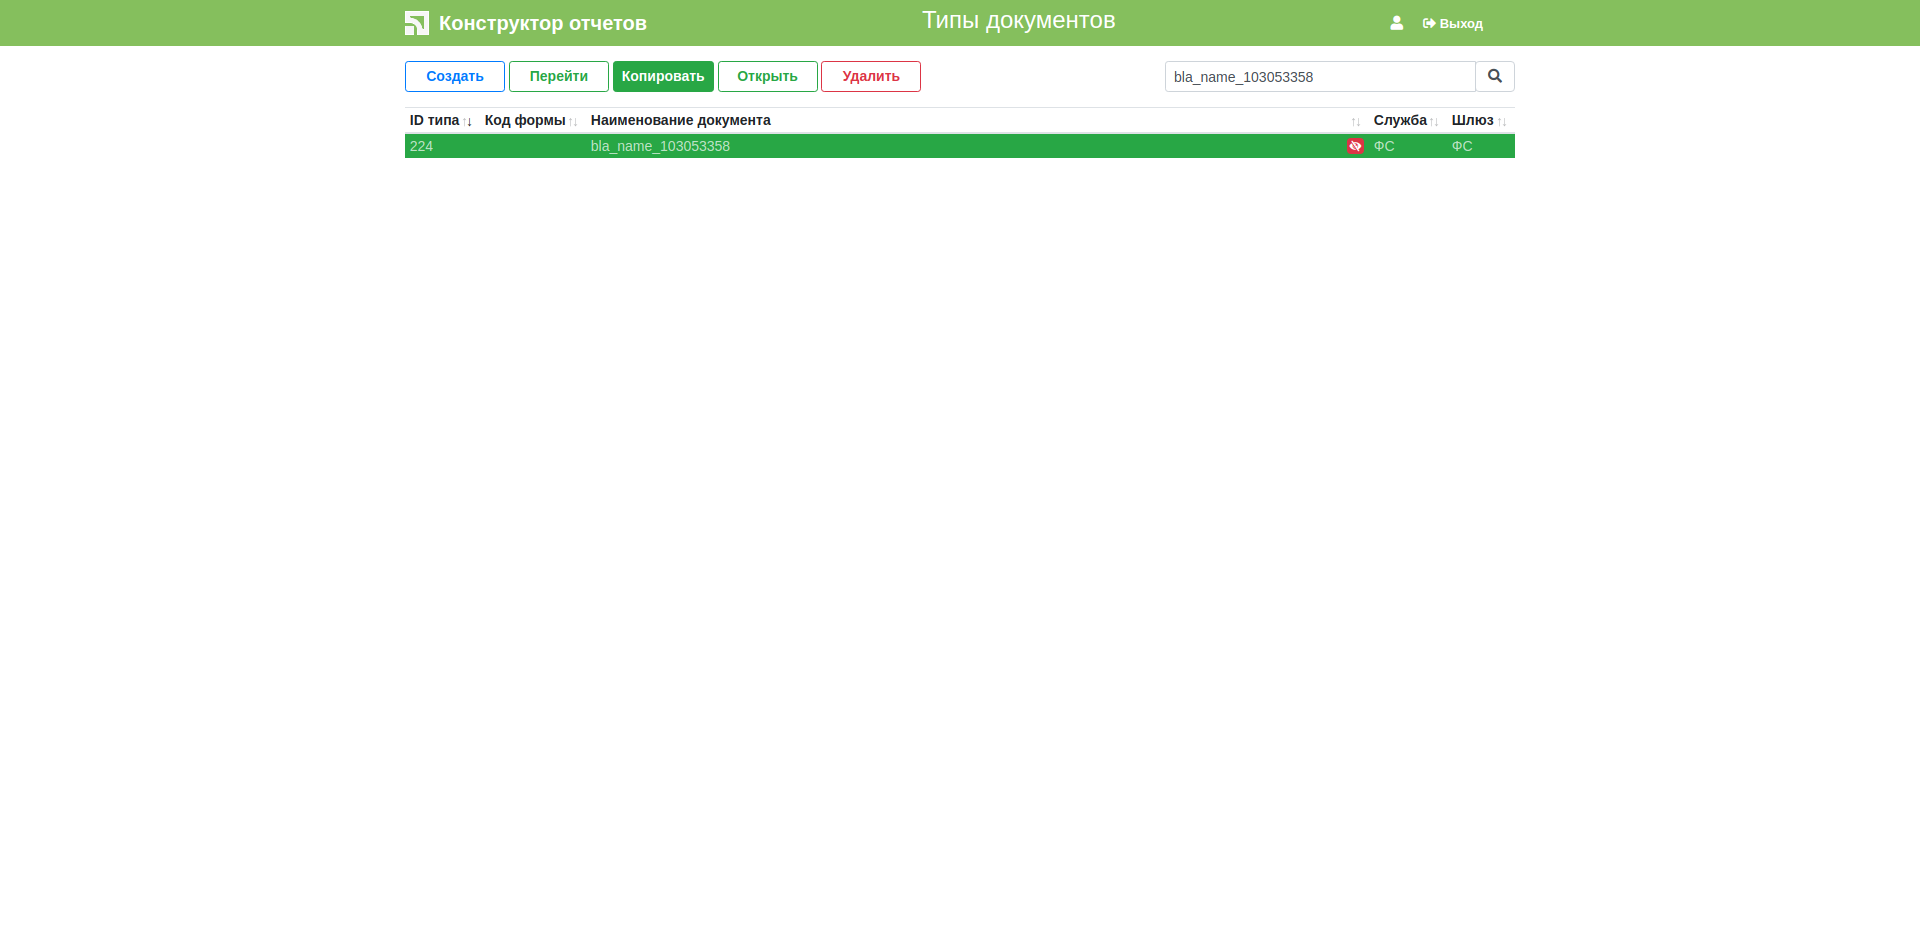 Конструктор отчетов
Типы документов
Выход
Создать Перейти Копировать Открыть Удалить
bla_name_103053358
ID типа Код формы Наименование документа Служба Шлюз
224 bla_name_103053358 ФС ФС